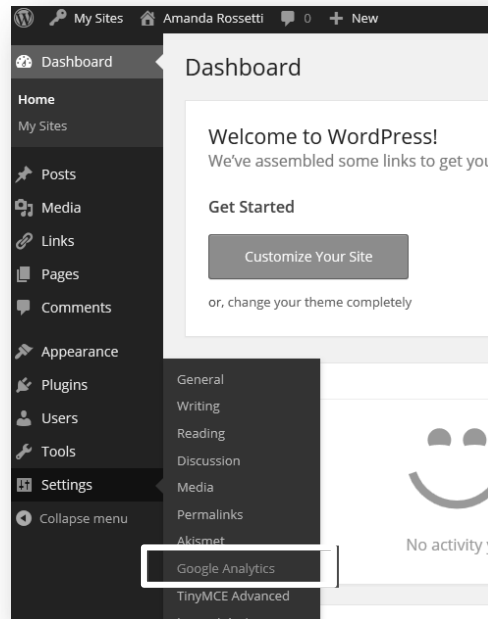 My Sites Amanda Rossetti 0 + New
Dashboard
Home
My Sites
Posts
Media
Links
Pages
Comments
Appearance
Plugins
Users
Tools
Settings
Collapse menu
Dashboard
Welcome to WordPress!
We've assembled some links to get you
Get Started
Customize Your Site
or, change your theme completely
General
Writing
Reading
Discussion
Media
Permalinks
Akismet
Google Analytics
TinyMCE Advanced
No activity